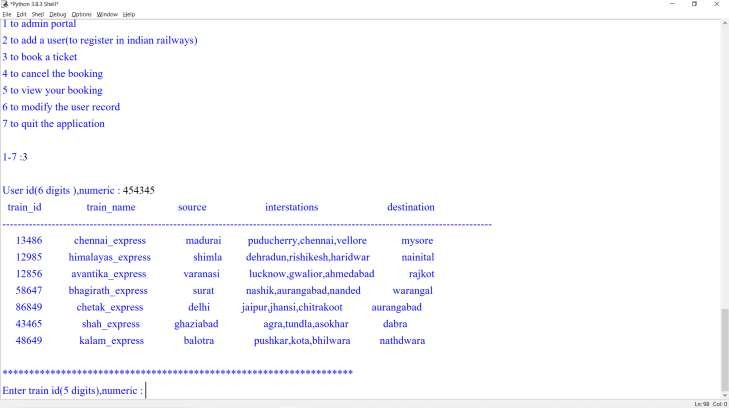 *Python 3.8.3 Shell*
File Edit Shell Debug Options Window Help
1 to admin portal
2 to add a user(to register in indian railways)
3 to book a ticket
4 to cancel the booking
5 to view your booking
6 to modify the user record
7 to quit the application
1-7 :3
User id(6 digits ),numeric : 454345
train_id train_name source interstations destination
----------------------------------------------------------------------------------------------------------------------------------
13486 chennai_express madurai puducherry,chennai,vellore mysore
12985 himalayas_express shimla dehradun,rishikesh,haridwar nainital
12856 avantika_express varanasi lucknow,gwalior,ahmedabad rajkot
58647 bhagirath_express surat nashik,aurangabad,nanded warangal
86849 chetak_express delhi jaipur,jhansi,chitrakoot aurangabad
43465 shah_express ghaziabad agra,tundla,asokhar dabra
48649 kalam_express balotra pushkar,kota,bhilwara nathdwara
******************************************************************
Enter train id(5 digits),numeric :
Ln: 98 Col: 0